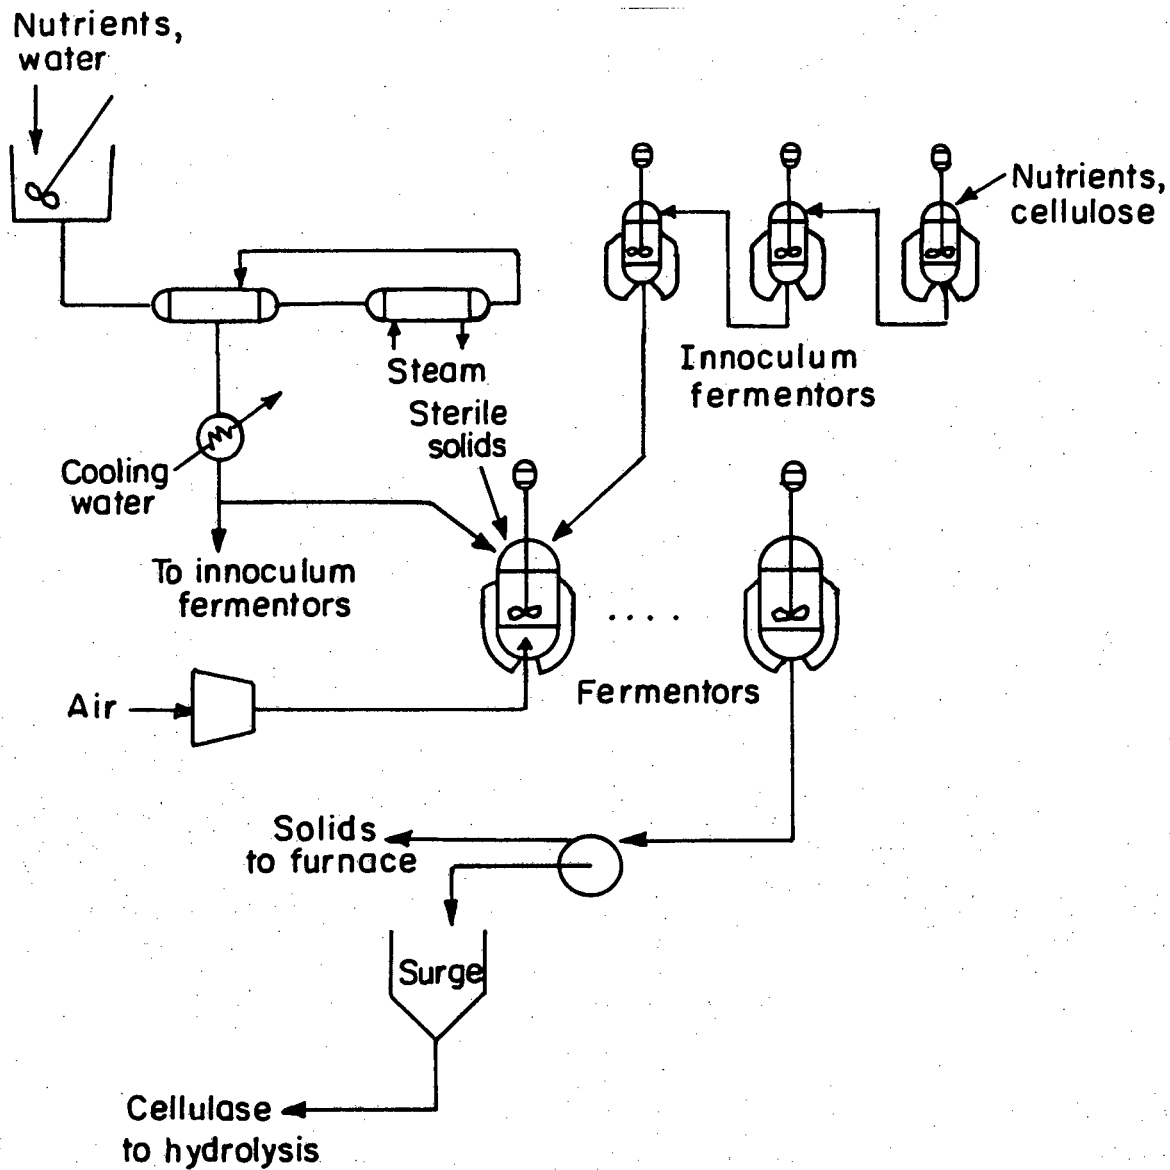 Nutrients,
water
Nutrients,
cellulose
Steam
Innoculum
fermentors
Sterile
solids
Cooling
water
To innoculum
fermentors
Air
Fermentors
. . . .
Solids
to furnace
Surge
Cellulase
to hydrolysis